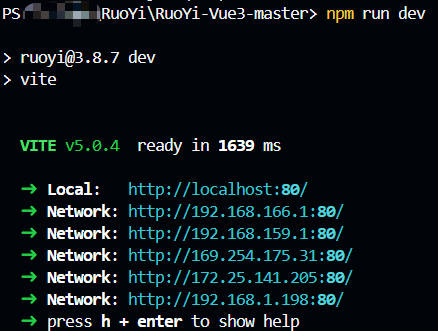 PS \RuoYi\RuoYi-Vue3-master> npm run dev
> ruoyi@3.8.7 dev
> vite
VITE v5.0.4 ready in 1639 ms
➜ Local: http://localhost:80/
➜ Network: http://192.168.166.1:80/
➜ Network: http://192.168.159.1:80/
➜ Network: http://169.254.175.31:80/
➜ Network: http://172.25.141.205:80/
➜ Network: http://192.168.1.198:80/
➜ press h + enter to show help